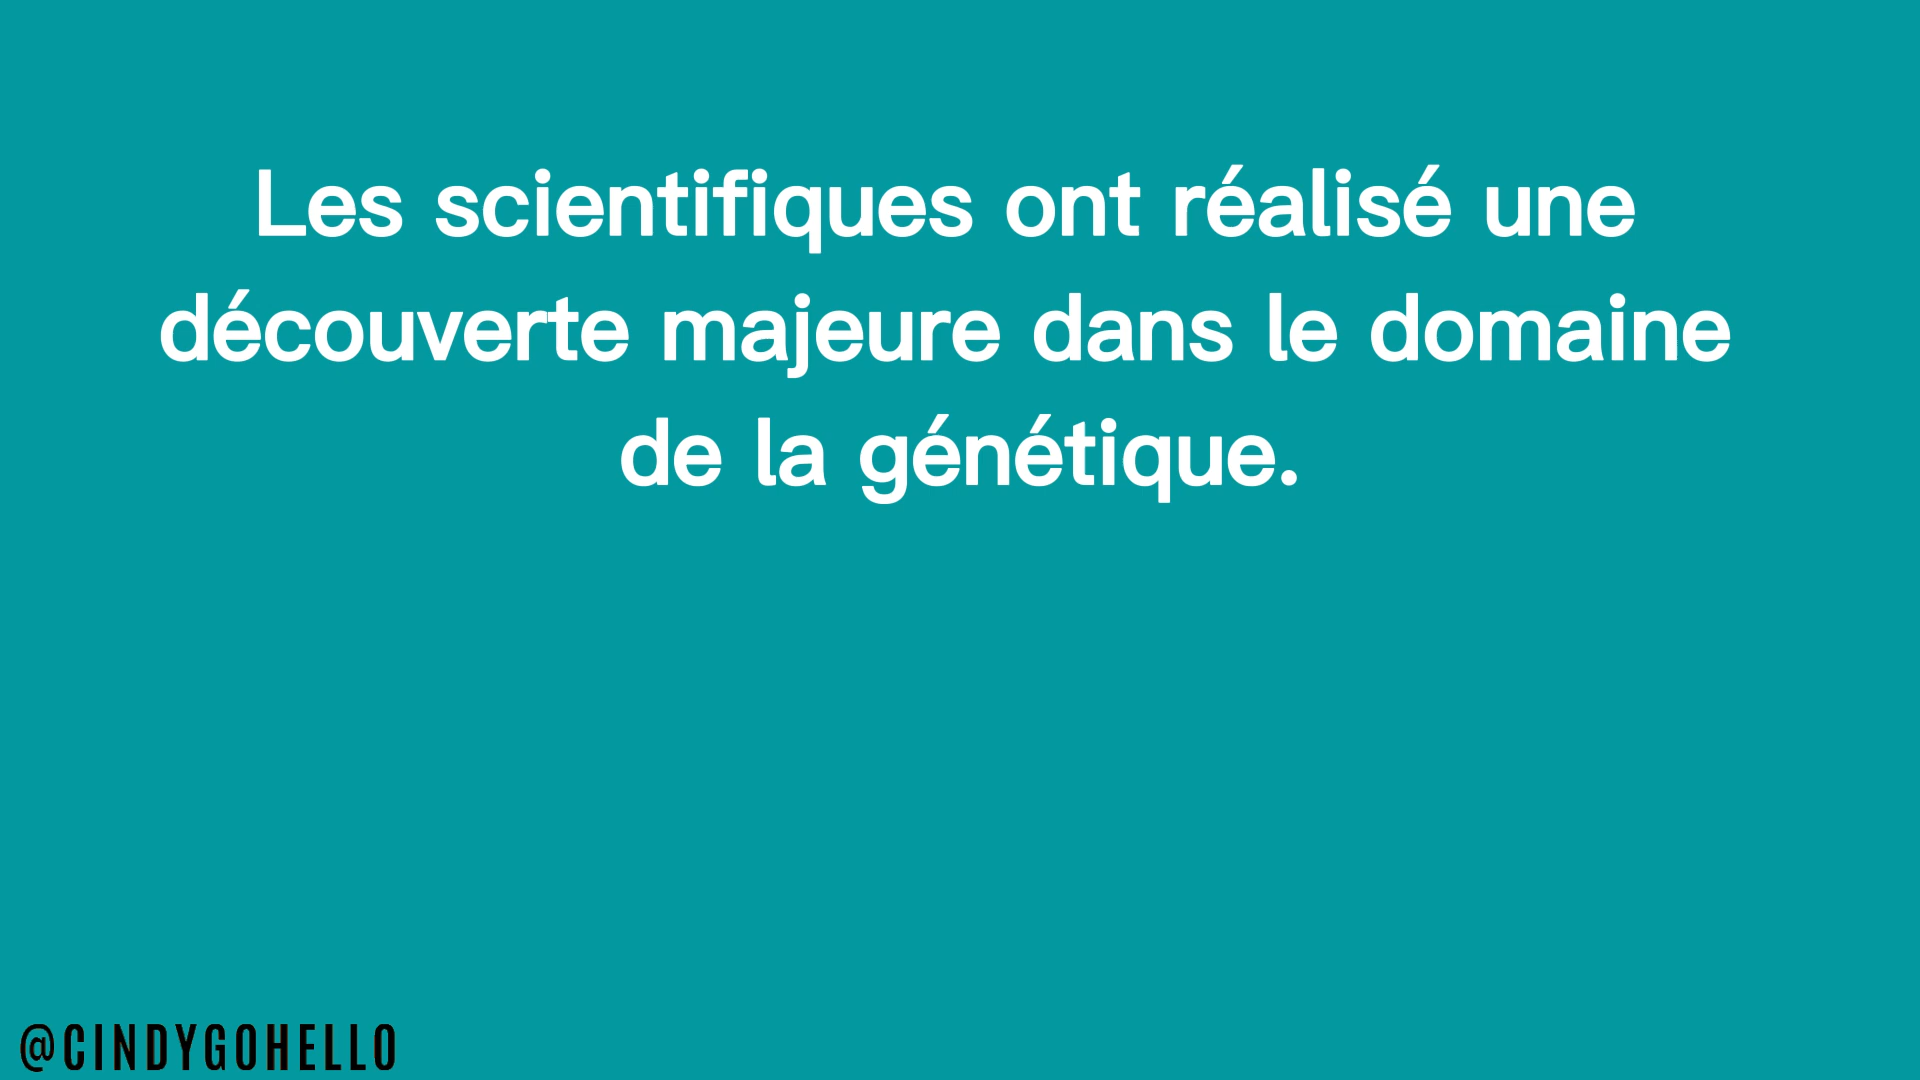 Les scientifiques ont réalisé une
découverte majeure dans le domaine
de la génétique.
@CINDYGOHELLO